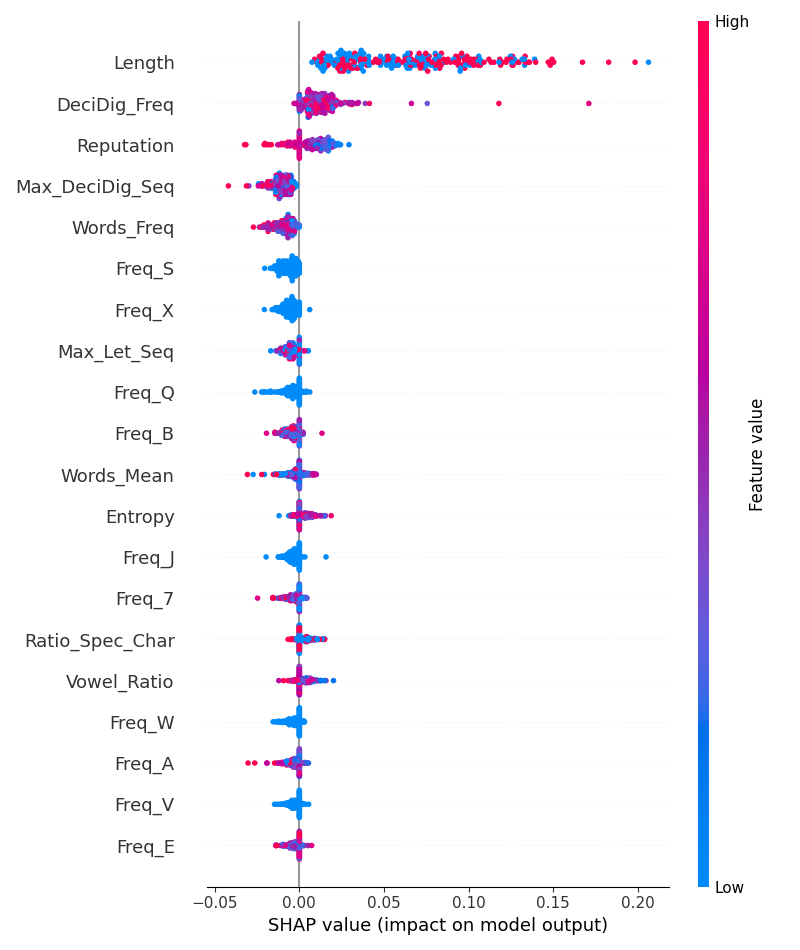 High
Length
DeciDig_Freq
Reputation
Max_DeciDig_Seq
Words_Freq
Freq_S
Freq_X
Max_Let_Seq
Freq_Q
Freq_B
Words_Mean
Entropy
Freq_J
Freq_7
Ratio_Spec_Char
Vowel_Ratio
Freq_W
Freq_A
Freq_V
Freq_E
Feature value
Low
−0.05 0.00 0.05 0.10 0.15 0.20
SHAP value (impact on model output)